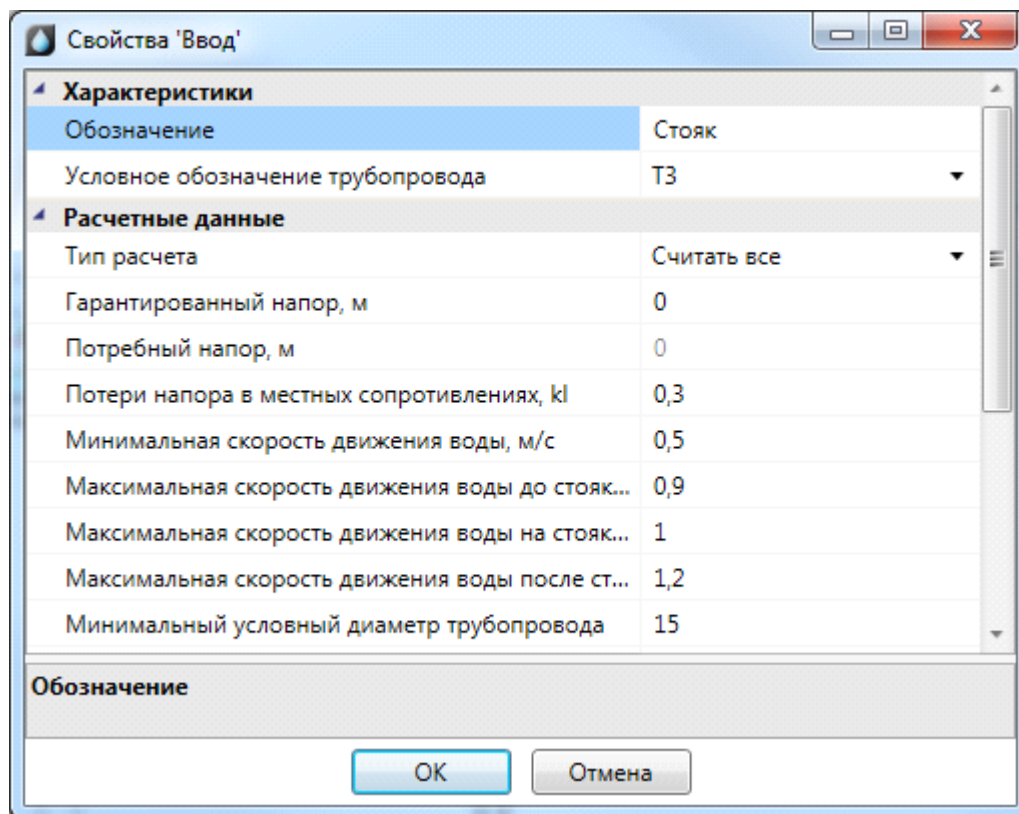 Свойства 'Ввод'
Характеристики
Обозначение Стояк
Условное обозначение трубопровода Т3
Расчетные данные
Тип расчета Считать все
Гарантированный напор, м 0
Потребный напор, м 0
Потери напора в местных сопротивлениях, kl 0,3
Минимальная скорость движения воды, м/с 0,5
Максимальная скорость движения воды до стояк... 0,9
Максимальная скорость движения воды на стояк... 1
Максимальная скорость движения воды после ст... 1,2
Минимальный условный диаметр трубопровода 15
Обозначение
ОК Отмена